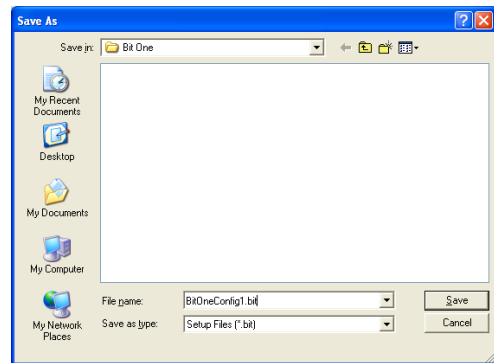 Save As
Save in:
Bit One
My Recent
Documents
Desktop
My Documents
My Computer
My Network
Places
File name:
BitOneConfig1.bit
Save
Save as type:
Setup Files (*.bit)
Cancel